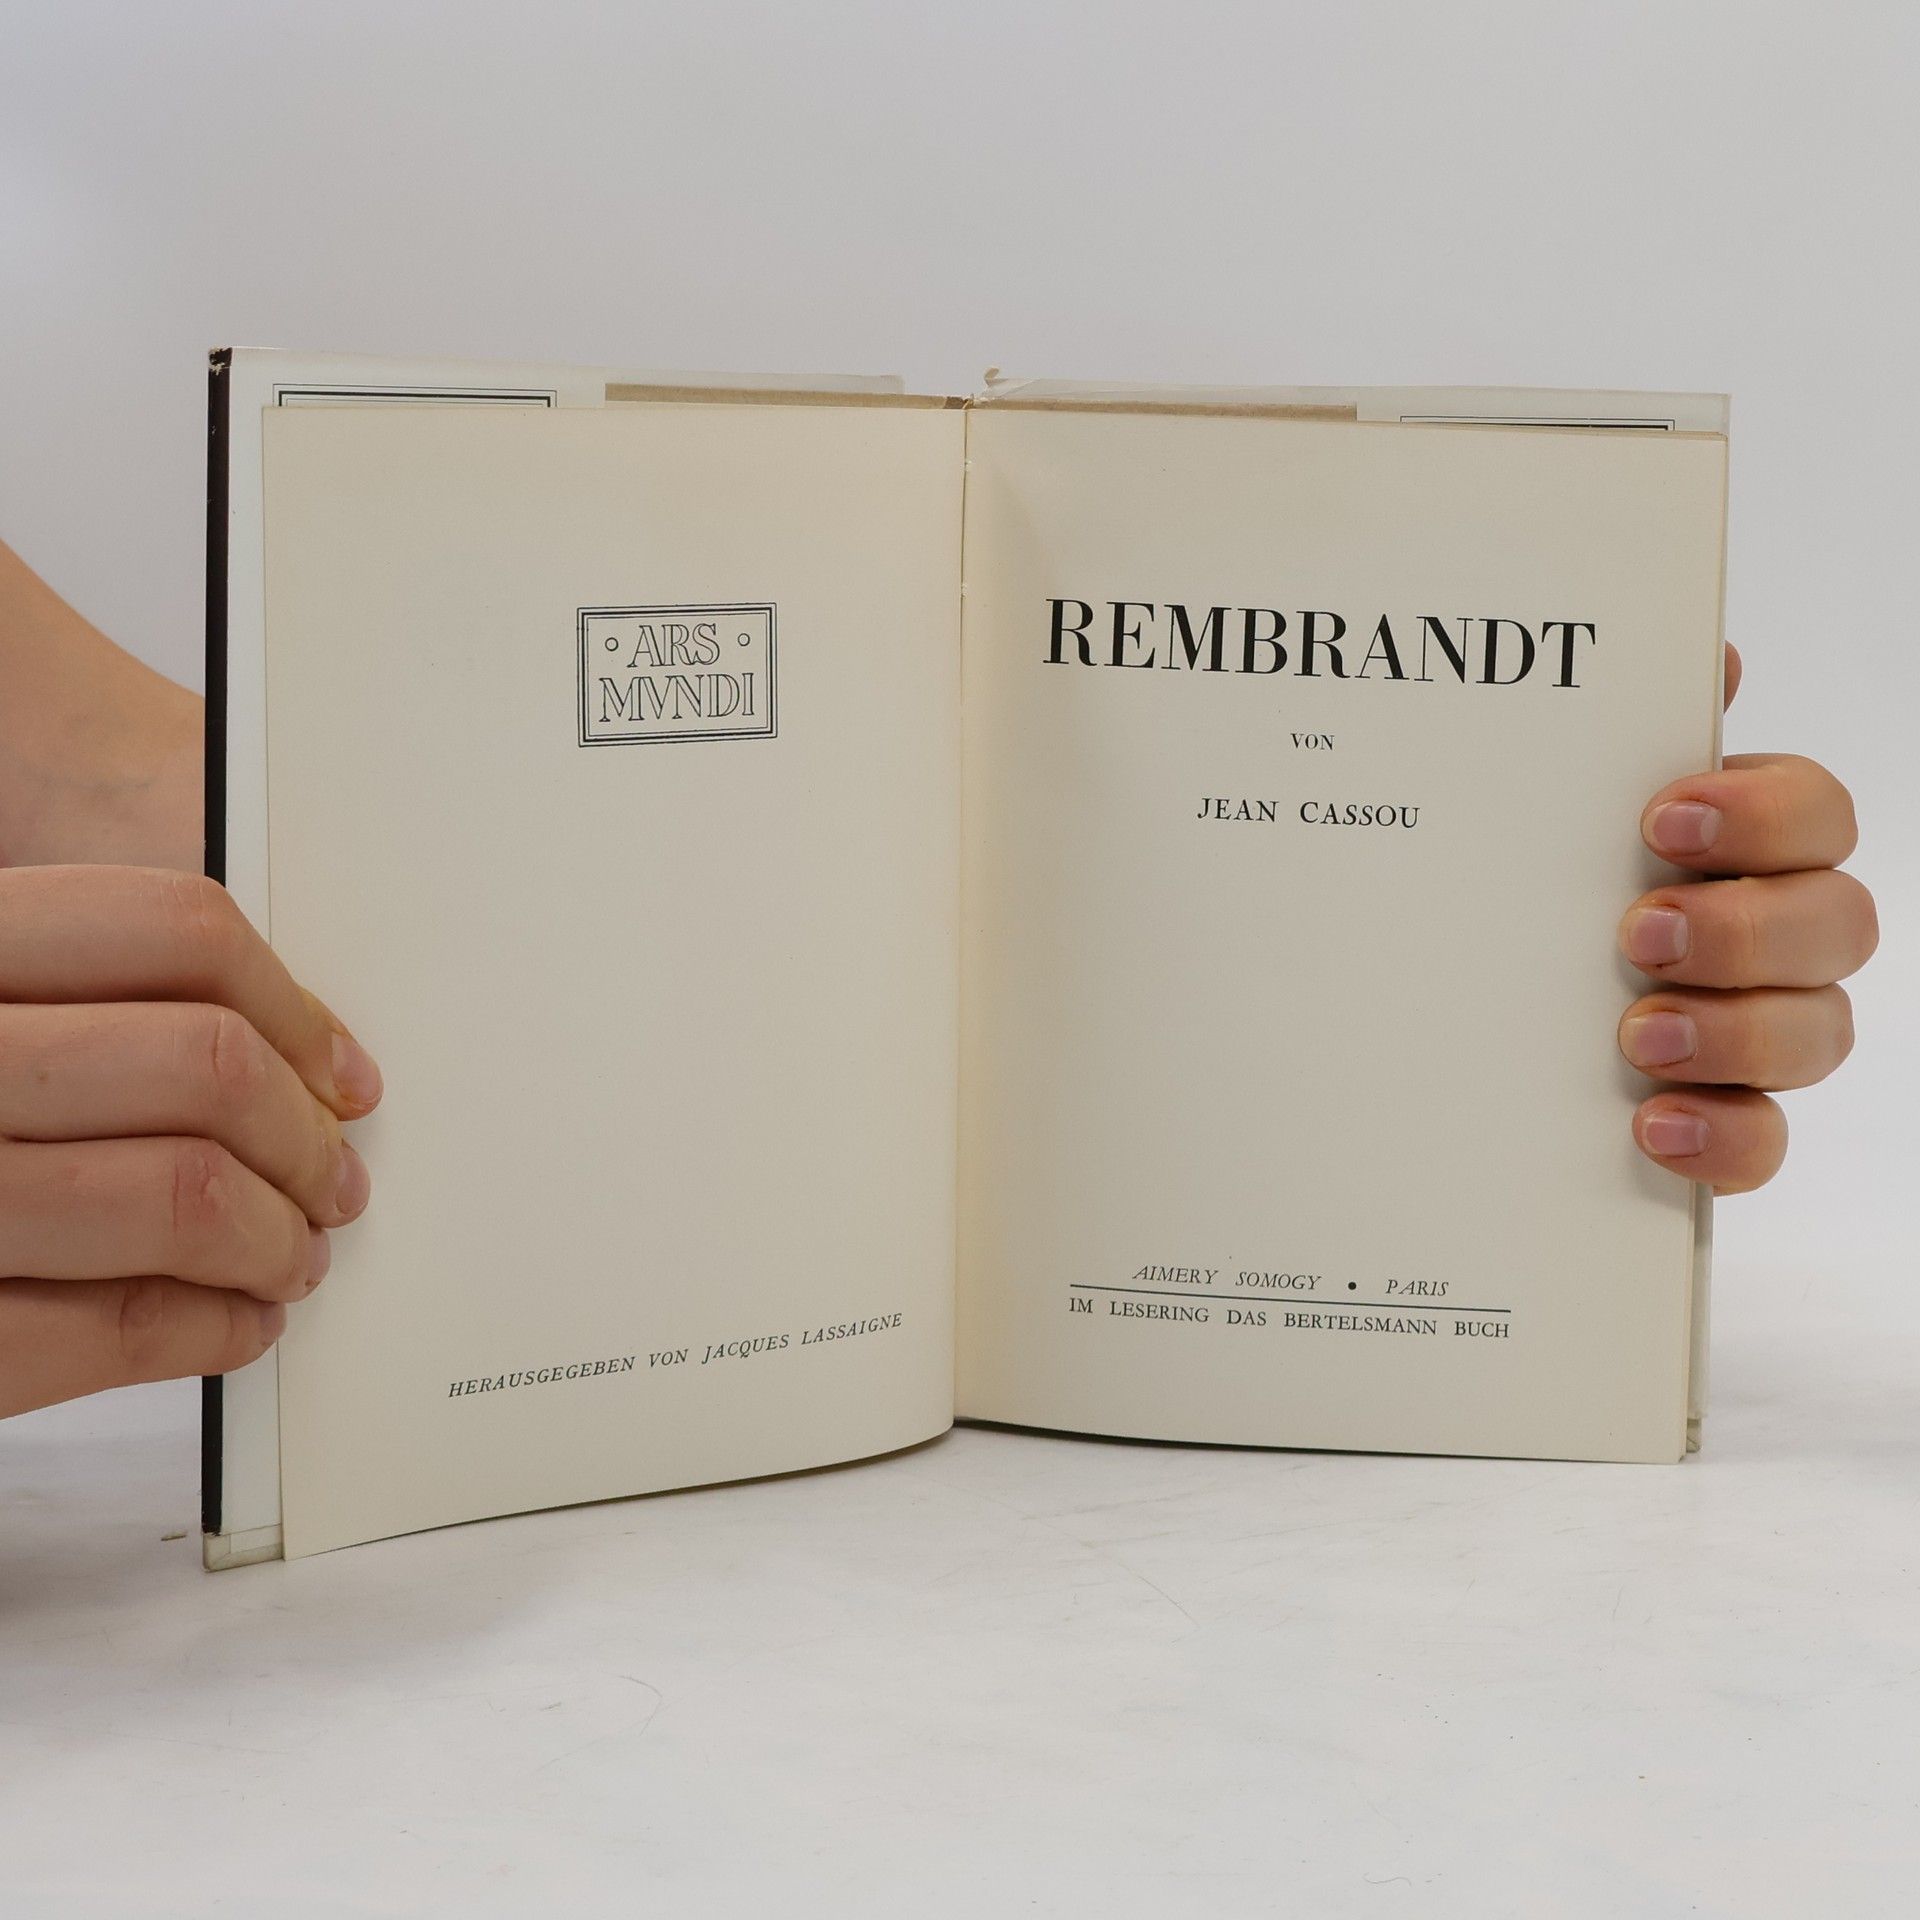 • ARS •
MVNDI
HERAUSGEGEBEN VON JACQUES LASSAIGNE
REMBRANDT
VON
JEAN CASSOU
AIMERY SOMOGY • PARIS
IM LESERING DAS BERTELSMANN BUCH